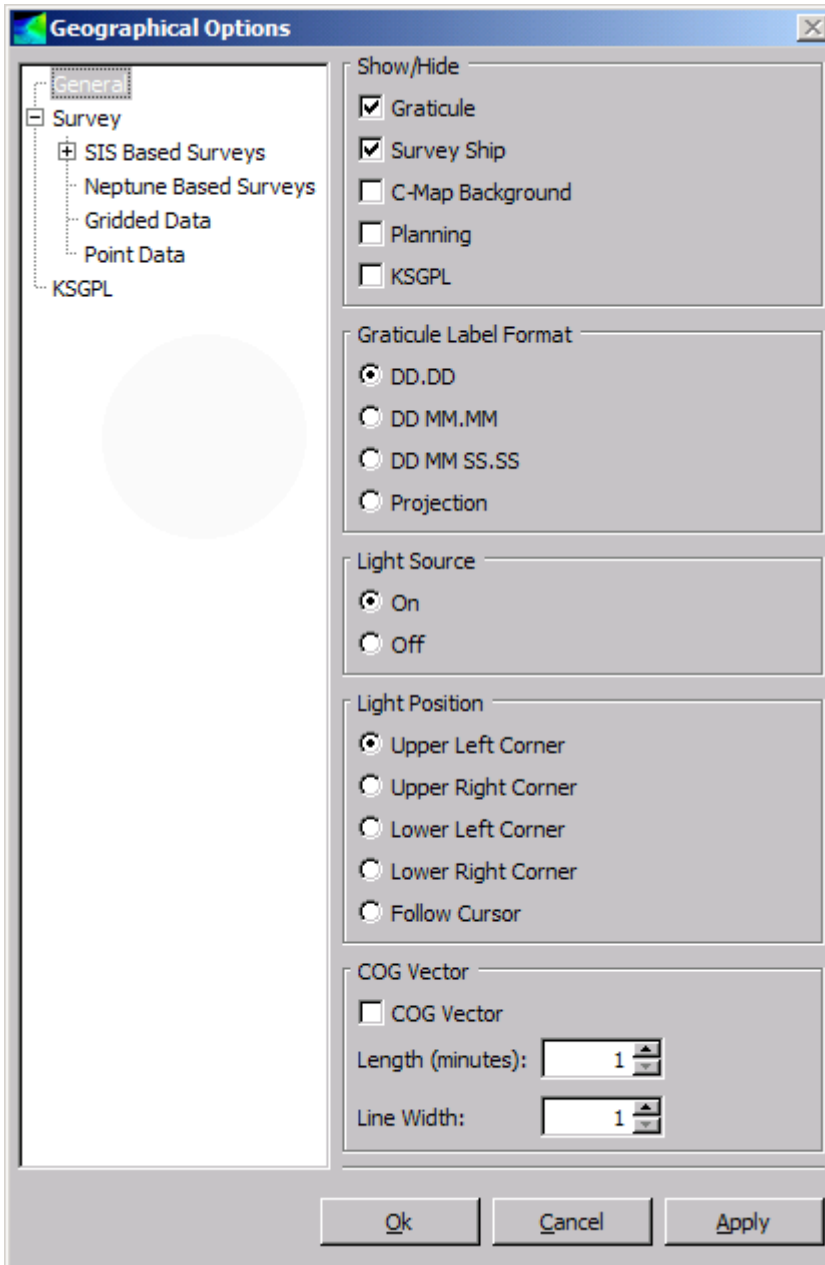 Geographical Options
General
Survey
SIS Based Surveys
Neptune Based Surveys
Gridded Data
Point Data
KSGPL
Show/Hide
Graticule
Survey Ship
C-Map Background
Planning
KSGPL
Graticule Label Format
DD.DD
DD MM.MM
DD MM SS.SS
Projection
Light Source
On
Off
Light Position
Upper Left Corner
Upper Right Corner
Lower Left Corner
Lower Right Corner
Follow Cursor
COG Vector
COG Vector
Length (minutes): 1
Line Width: 1
Ok Cancel Apply